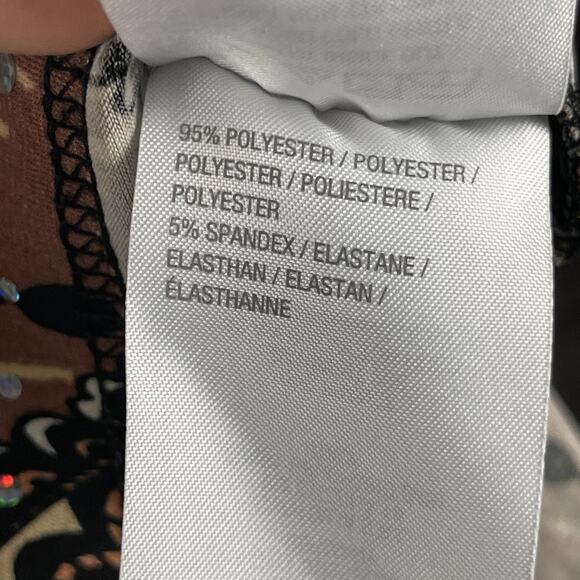 95% POLYESTER / POLYESTER /
POLYESTER / POLIESTERE /
POLYESTER
5% SPANDEX / ELASTANE /
ELASTHAN / ELASTAN /
ÉLASTHANNE